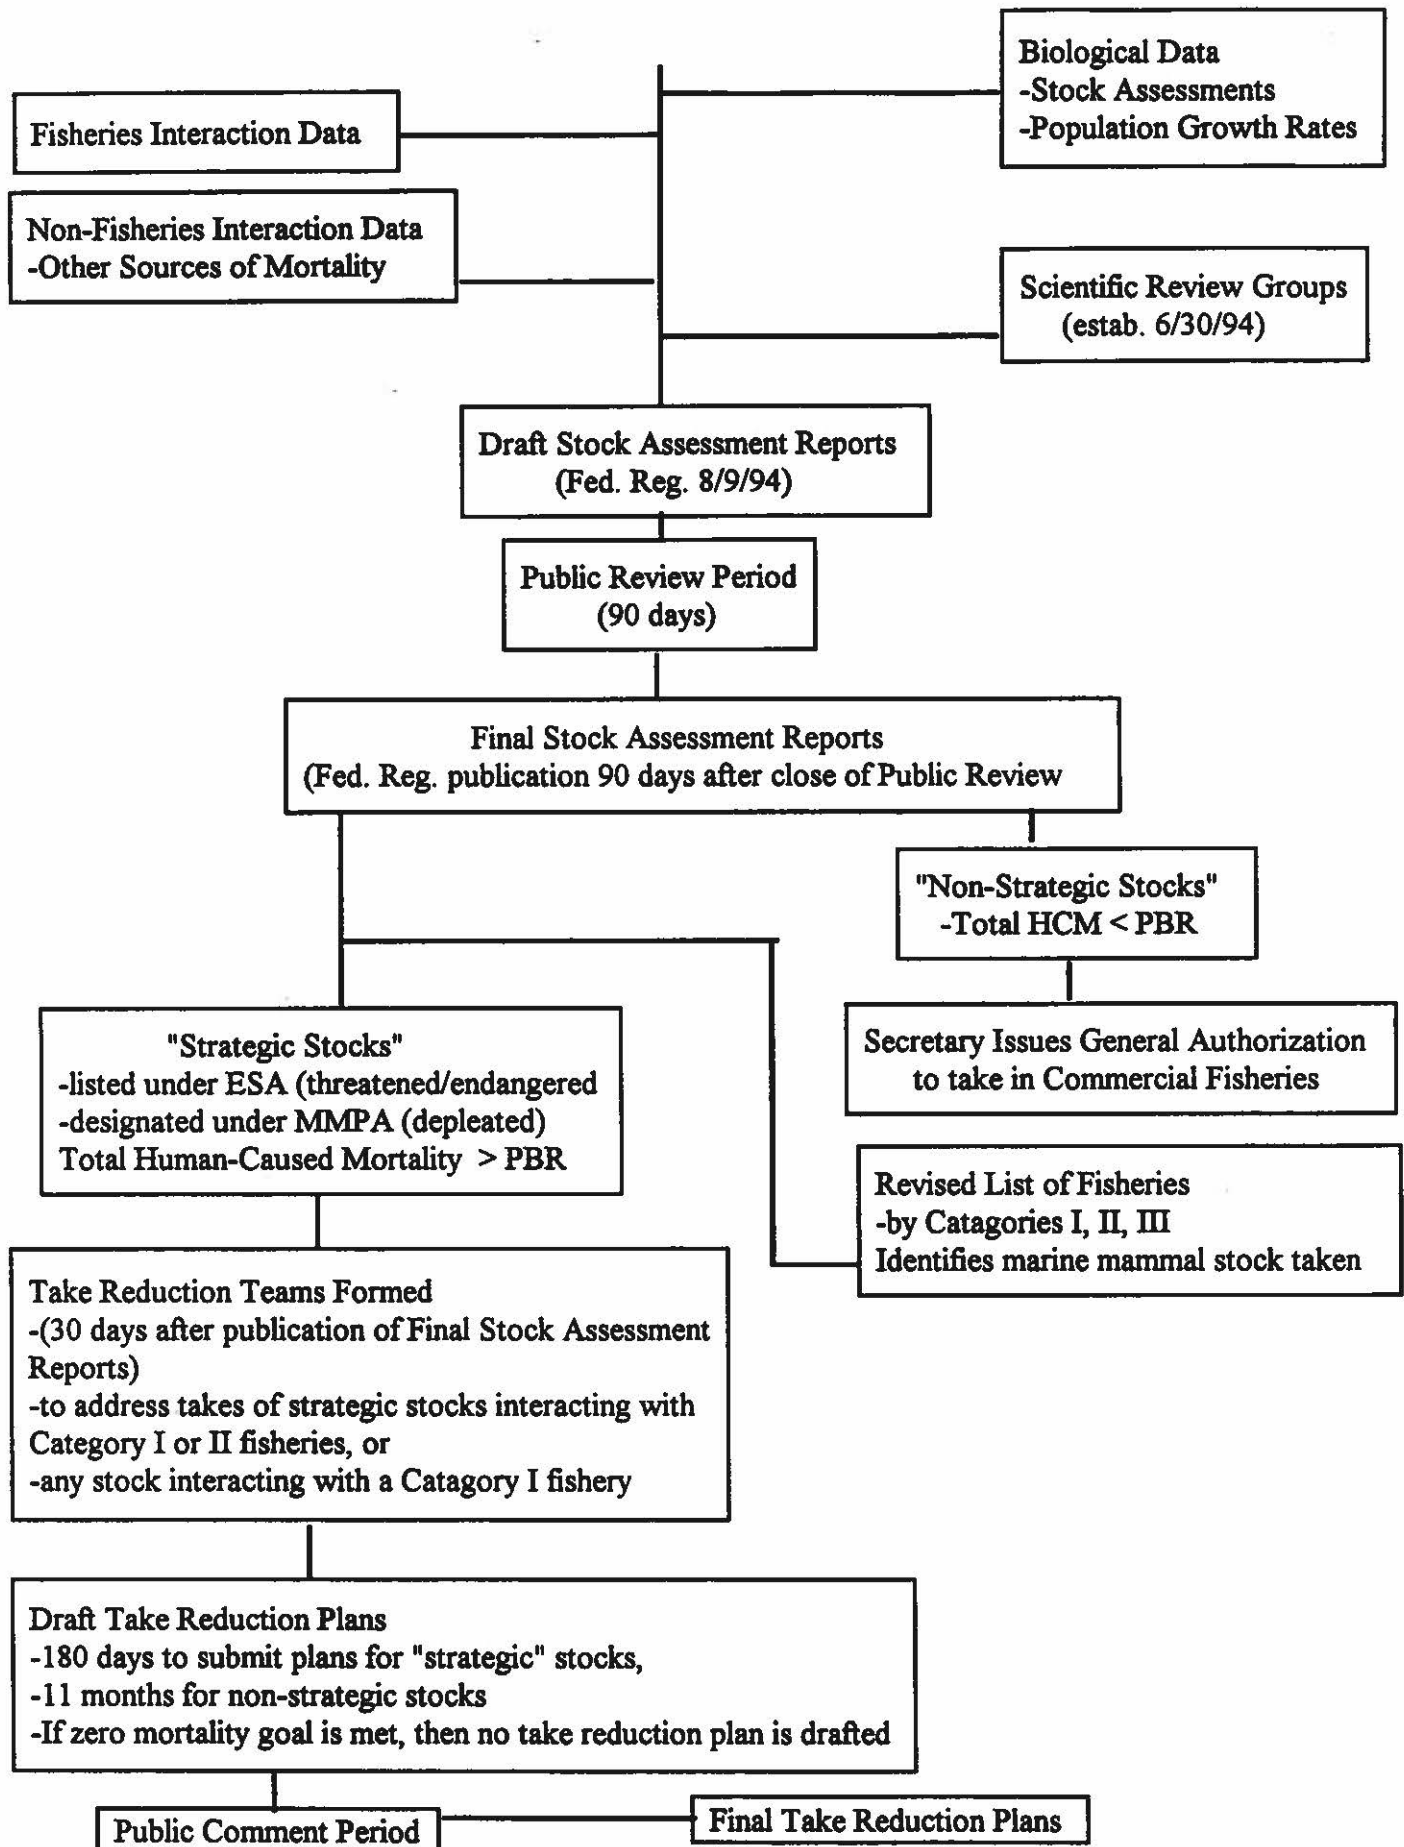 Biological Data
-Stock Assessments
-Population Growth Rates
Fisheries Interaction Data
Non-Fisheries Interaction Data
-Other Sources of Mortality
Scientific Review Groups
(estab. 6/30/94)
Draft Stock Assessment Reports
(Fed. Reg. 8/9/94)
Public Review Period
(90 days)
Final Stock Assessment Reports
(Fed. Reg. publication 90 days after close of Public Review
"Non-Strategic Stocks"
-Total HCM < PBR
Secretary Issues General Authorization
to take in Commercial Fisheries
"Strategic Stocks"
-listed under ESA (threatened/endangered
-designated under MMPA (depleated)
Total Human-Caused Mortality > PBR
Revised List of Fisheries
-by Catagories I, II, III
Identifies marine mammal stock taken
Take Reduction Teams Formed
-(30 days after publication of Final Stock Assessment
Reports)
-to address takes of strategic stocks interacting with
Category I or II fisheries, or
-any stock interacting with a Catagory I fishery
Draft Take Reduction Plans
-180 days to submit plans for "strategic" stocks,
-11 months for non-strategic stocks
-If zero mortality goal is met, then no take reduction plan is drafted
Public Comment Period
Final Take Reduction Plans